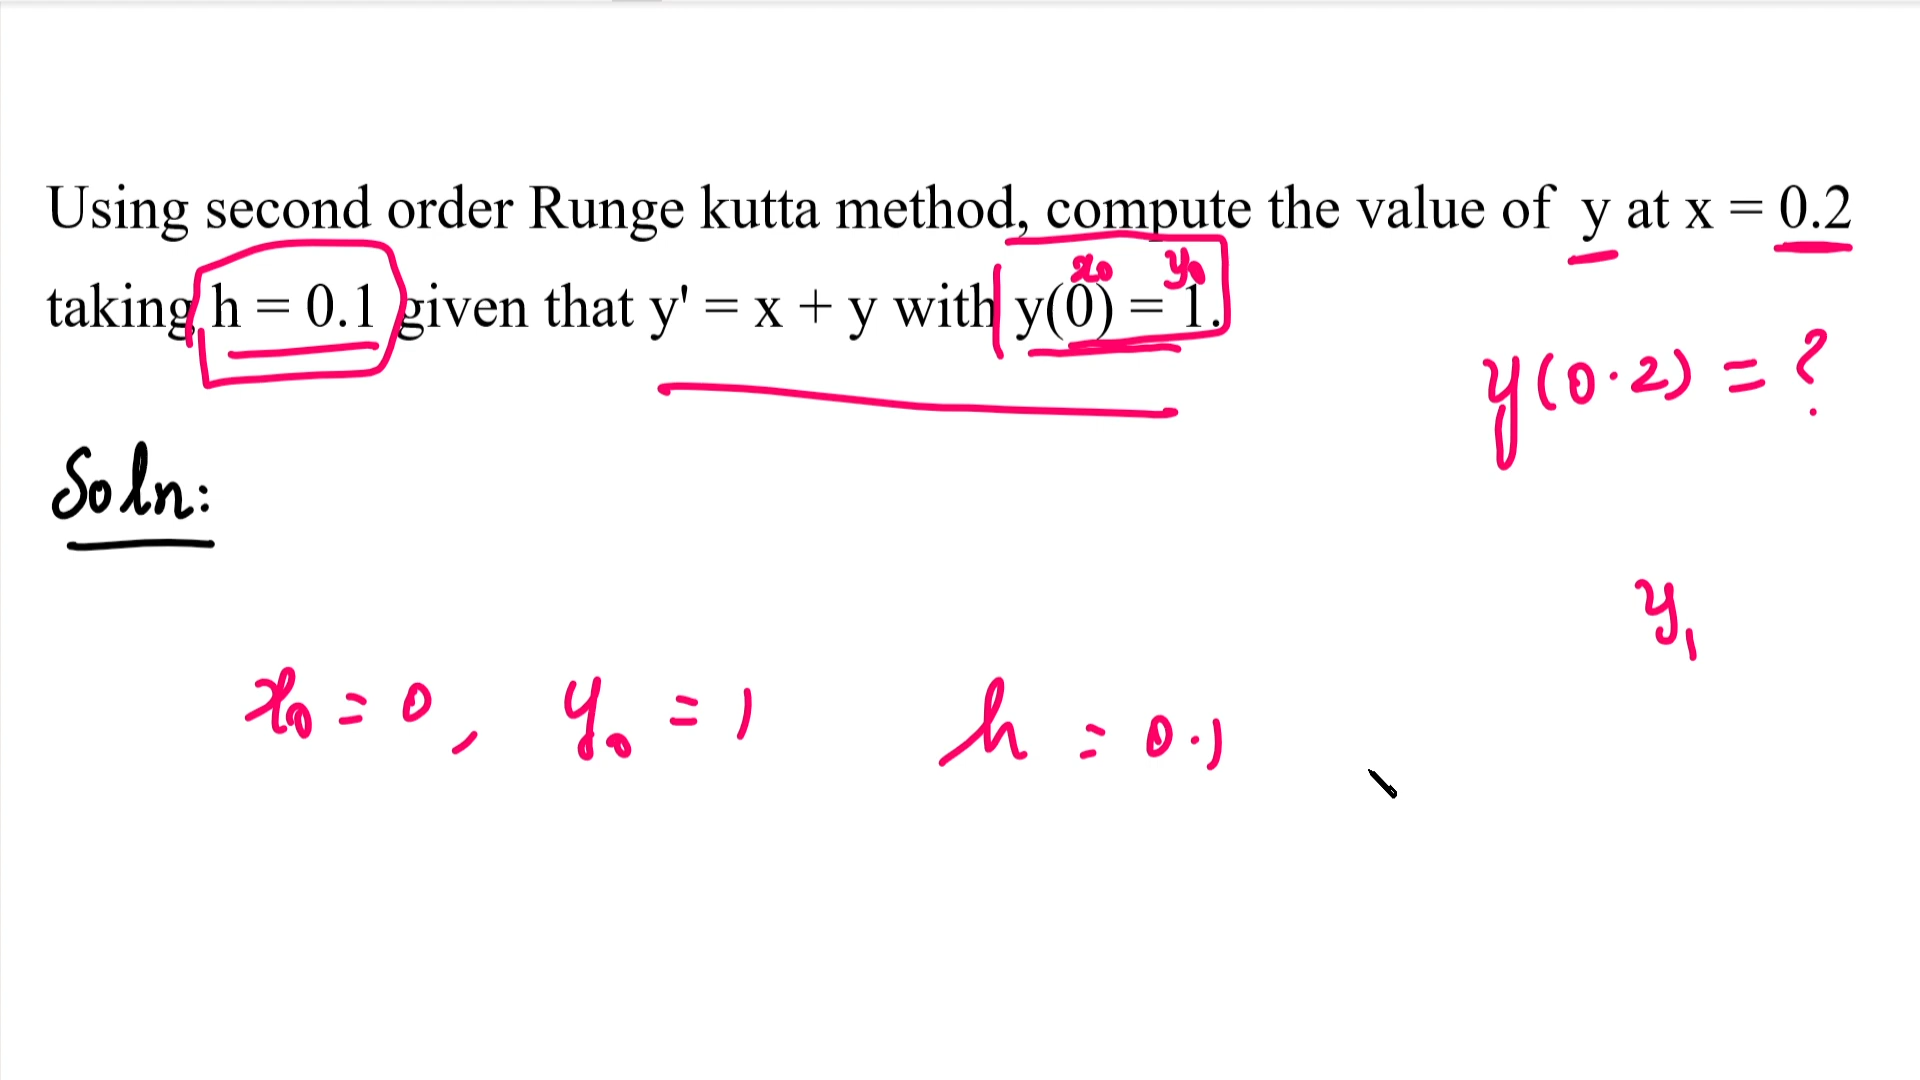 Using second order Runge kutta method, compute the value of y at x = 0.2
x0 y0
taking h = 0.1 given that y' = x + y with y(0) = 1.
y(0.2) = ?
Soln:
y1
x0 = 0, y0 = 1 h = 0.1